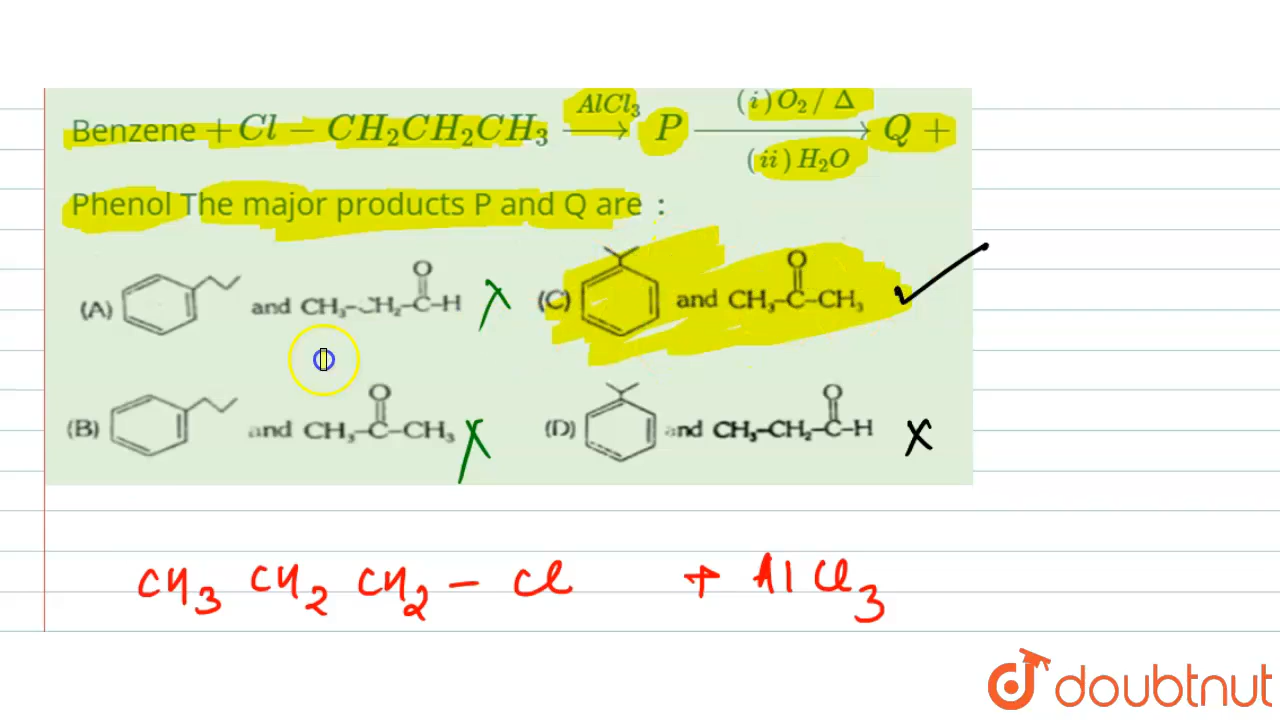 Benzene + Cl − CH₂CH₂CH₃ AlCl₃ → P (i) O₂ / Δ → (ii) H₂O Q +
Phenol The major products P and Q are :
(A) and CH₃-CH₂-C-H O
(C) and CH₃-C-CH₃ O
(B) and CH₃-C-CH₃ O
(D) and CH₃-CH₂-C-H O
CH₃ CH₂ CH₂ - Cl + AlCl₃
doubtnut